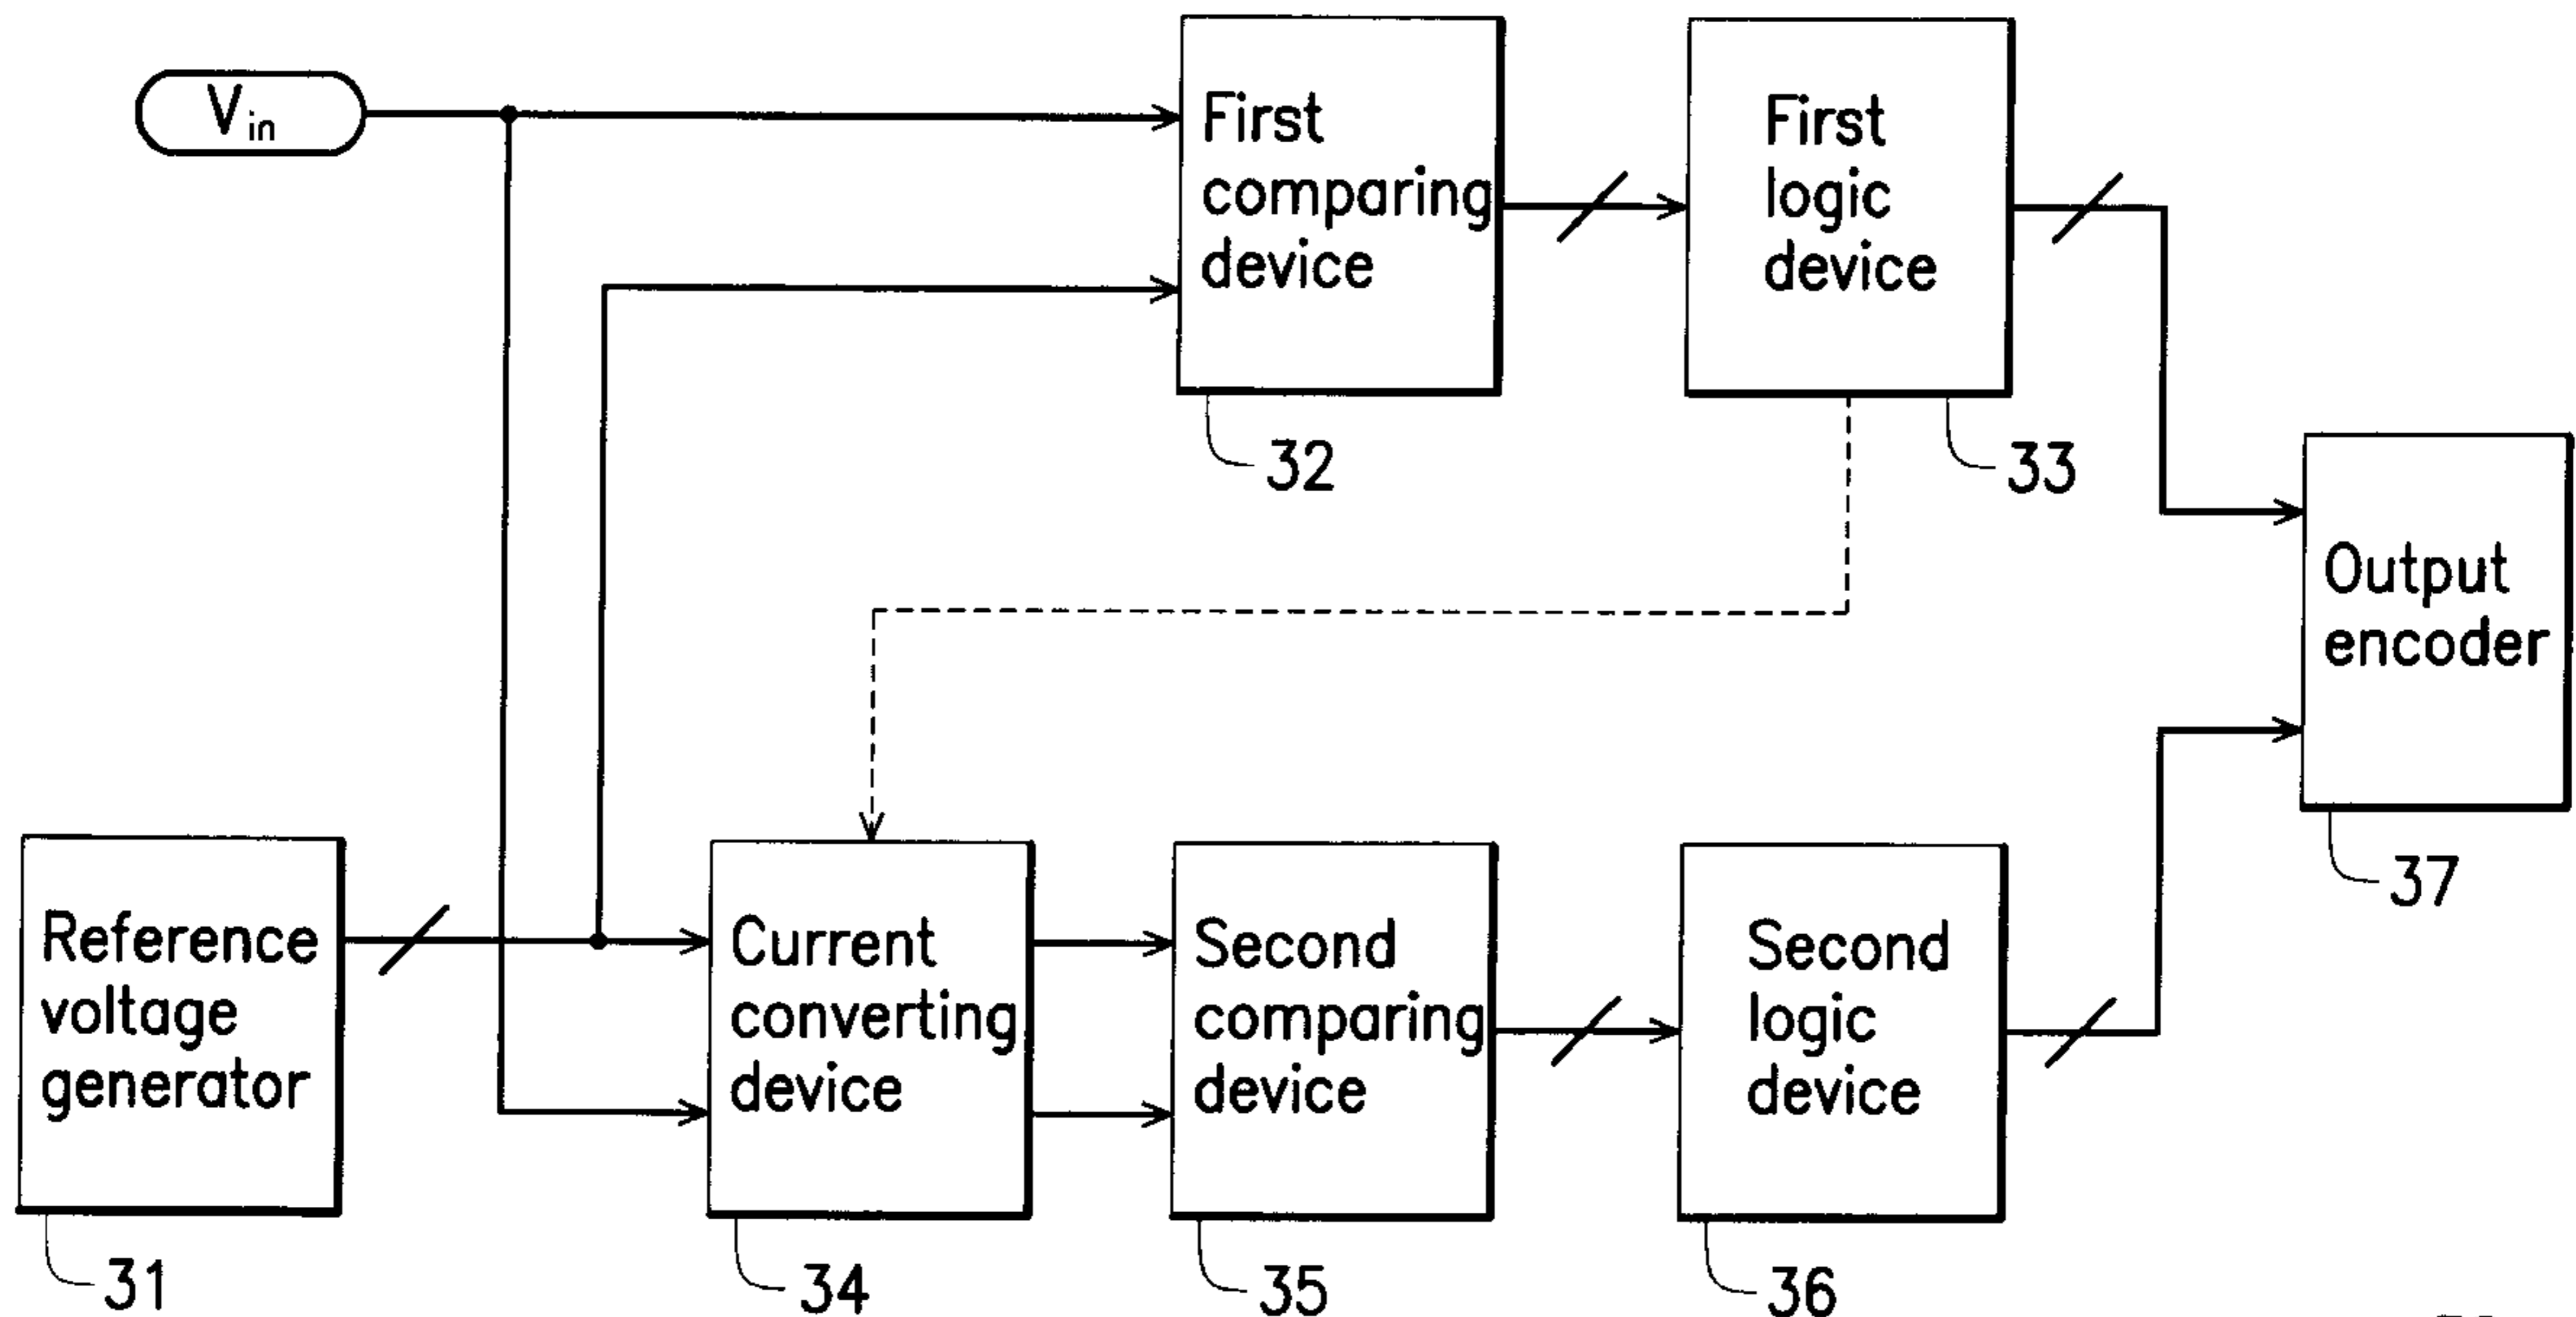 Vin
First
comparing
device
32
First
logic
device
33
Output
encoder
37
Reference
voltage
generator
31
Current
converting
device
34
Second
comparing
device
35
Second
logic
device
36